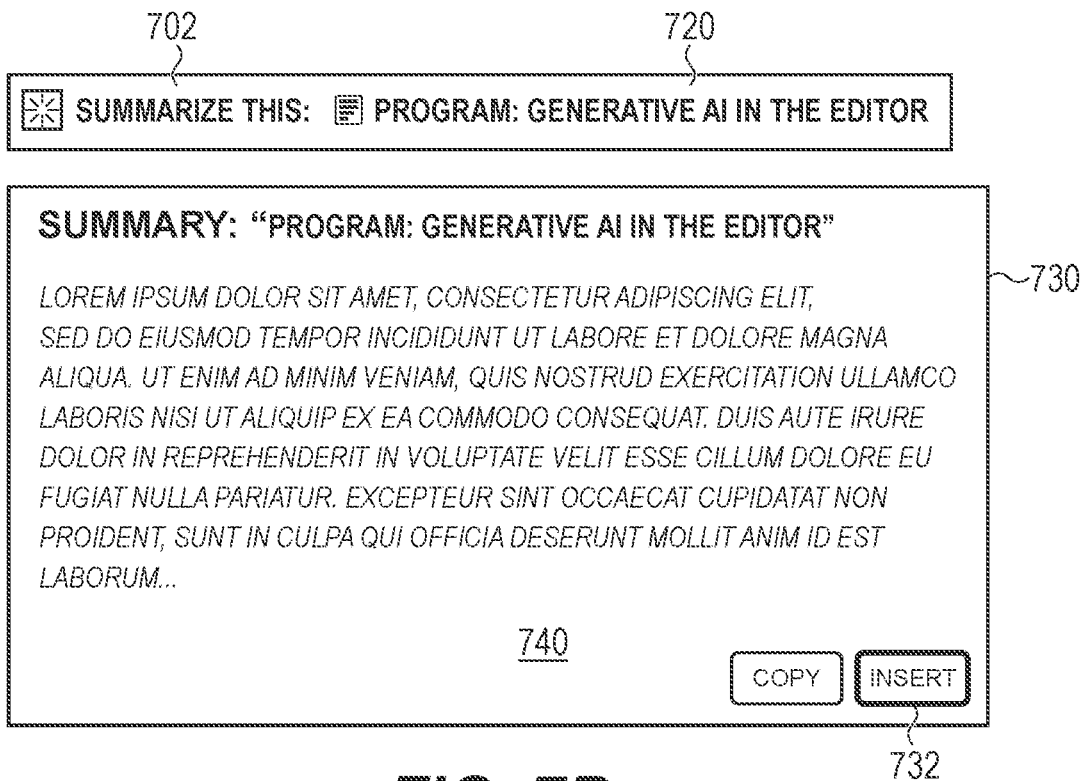 702
720
SUMMARIZE THIS: PROGRAM: GENERATIVE AI IN THE EDITOR
SUMMARY: “PROGRAM: GENERATIVE AI IN THE EDITOR”
730
LOREM IPSUM DOLOR SIT AMET, CONSECTETUR ADIPISCING ELIT,
SED DO EIUSMOD TEMPOR INCIDIDUNT UT LABORE ET DOLORE MAGNA
ALIQUA. UT ENIM AD MINIM VENIAM, QUIS NOSTRUD EXERCITATION ULLAMCO
LABORIS NISI UT ALIQUIP EX EA COMMODO CONSEQUAT. DUIS AUTE IRURE
DOLOR IN REPREHENDERIT IN VOLUPTATE VELIT ESSE CILLUM DOLORE EU
FUGIAT NULLA PARIATUR. EXCEPTEUR SINT OCCAECAT CUPIDATAT NON
PROIDENT, SUNT IN CULPA QUI OFFICIA DESERUNT MOLLIT ANIM ID EST
LABORUM...
740
COPY
INSERT
732